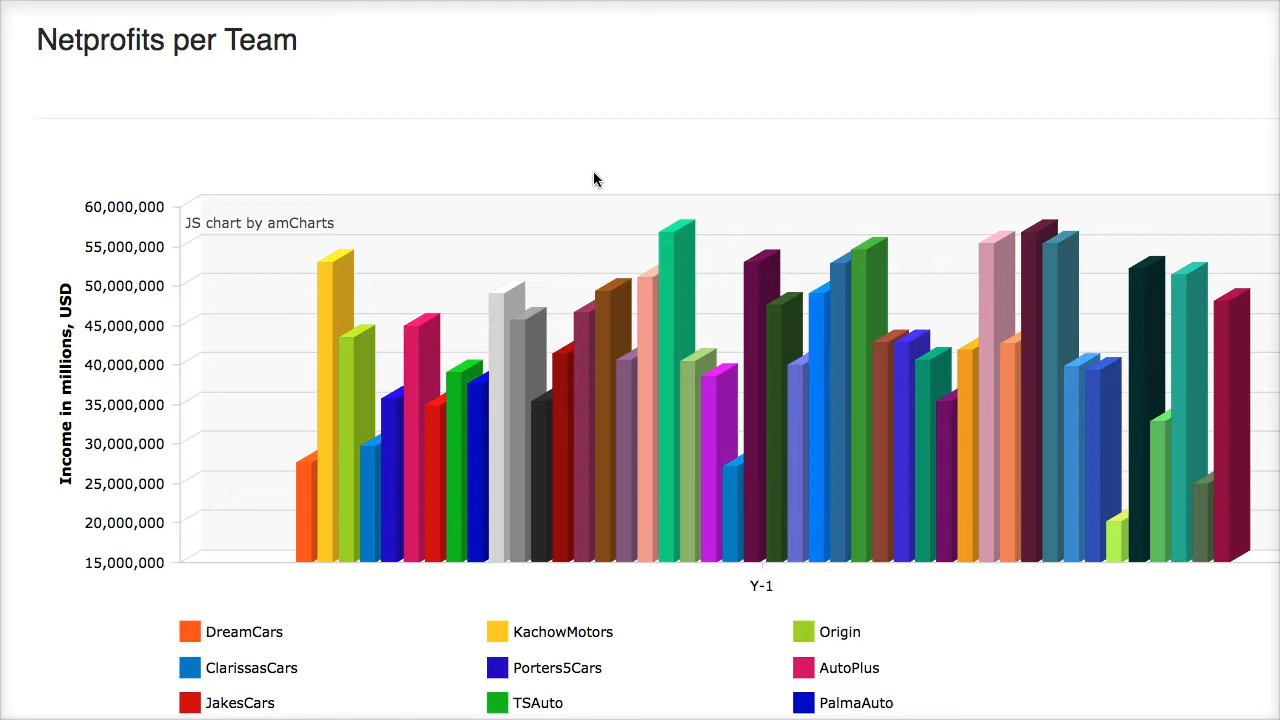 Netprofits per Team
JS chart by amCharts
Income in millions, USD
60,000,000
55,000,000
50,000,000
45,000,000
40,000,000
35,000,000
30,000,000
25,000,000
20,000,000
15,000,000
Y-1
DreamCars
KachowMotors
Origin
ClarissasCars
Porters5Cars
AutoPlus
JakesCars
TSAuto
PalmaAuto